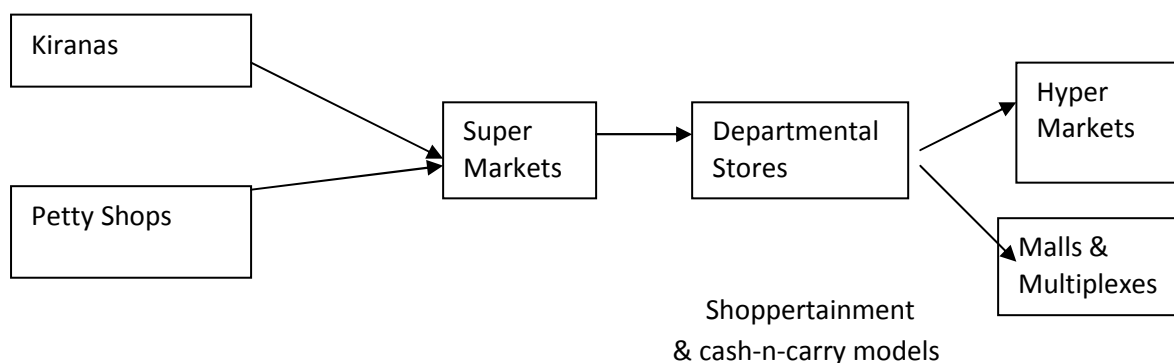 Kiranas
Petty Shops
Super
Markets
Departmental
Stores
Hyper
Markets
Malls &
Multiplexes
Shoppertainment
& cash-n-carry models